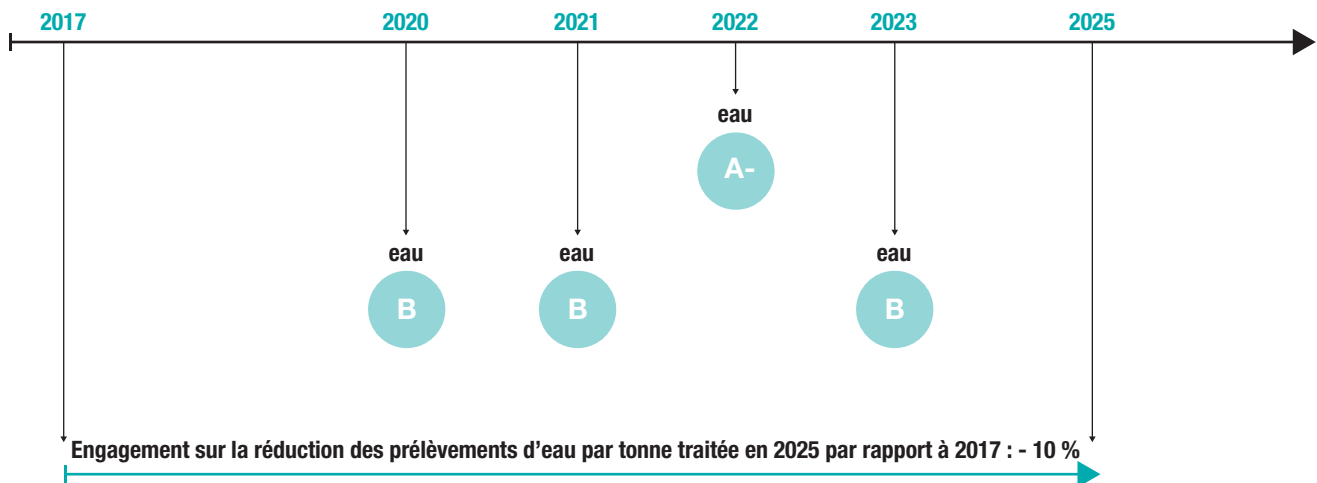 2017 2020 2021 2022 2023 2025
eau
A-
eau eau eau
B B B
Engagement sur la réduction des prélèvements d’eau par tonne traitée en 2025 par rapport à 2017 : - 10 %